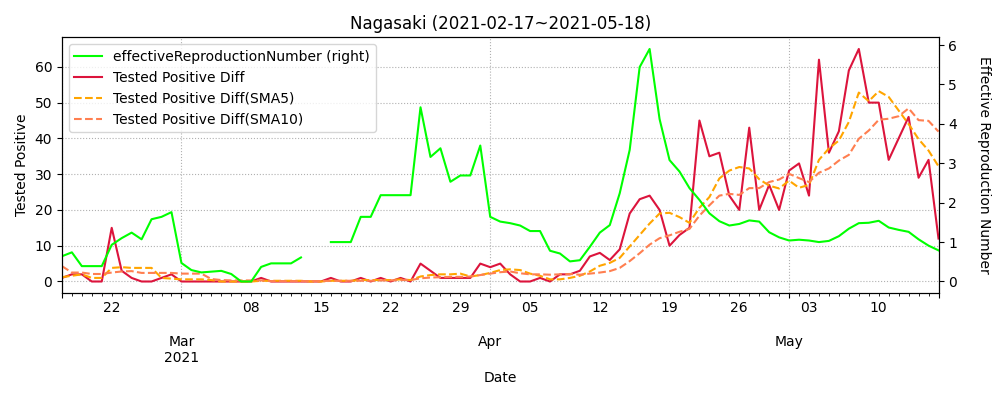 Nagasaki (2021-02-17~2021-05-18)
effectiveReproductionNumber (right)
Tested Positive Diff
Tested Positive Diff(SMA5)
Tested Positive Diff(SMA10)
Tested Positive
60
50
40
30
20
10
0
6
5
4
3
2
1
0
Effective Reproduction Number
22 08 15 22 29 05 12 19 26 03 10
Mar Apr May
2021
Date